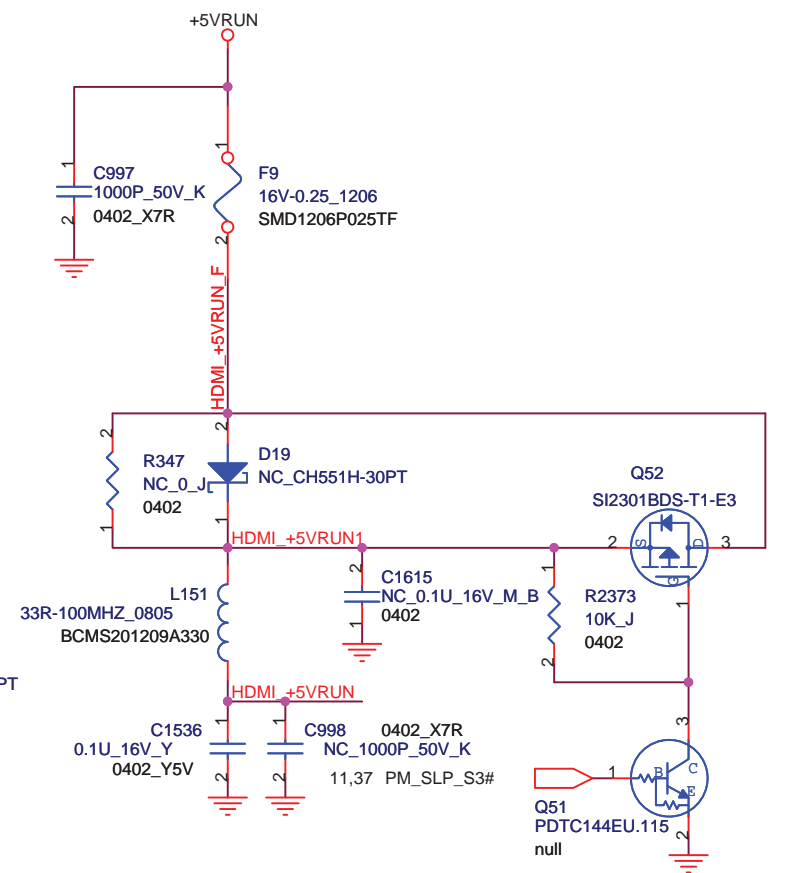 +5VRUN
1
C997
1000P_50V_K
0402_X7R
2
1
F9
16V-0.25_1206
SMD1206P025TF
2
HDMI_+5VRUN_F
2
R347
NC_0_J
0402
1
2
D19
NC_CH551H-30PT
1
Q52
SI2301BDS-T1-E3
2
S
D
G
3
1
HDMI_+5VRUN1
2
C1615
NC_0.1U_16V_M_B
0402
1
1
R2373
10K_J
0402
2
L151
33R-100MHZ_0805
BCMS201209A330
PT
HDMI_+5VRUN
1
C1536
0.1U_16V_Y
0402_Y5V
2
1
C998
0402_X7R
NC_1000P_50V_K
2
11,37 PM_SLP_S3#
3
1
B
C
E
Q51
PDTC144EU.115
null
2